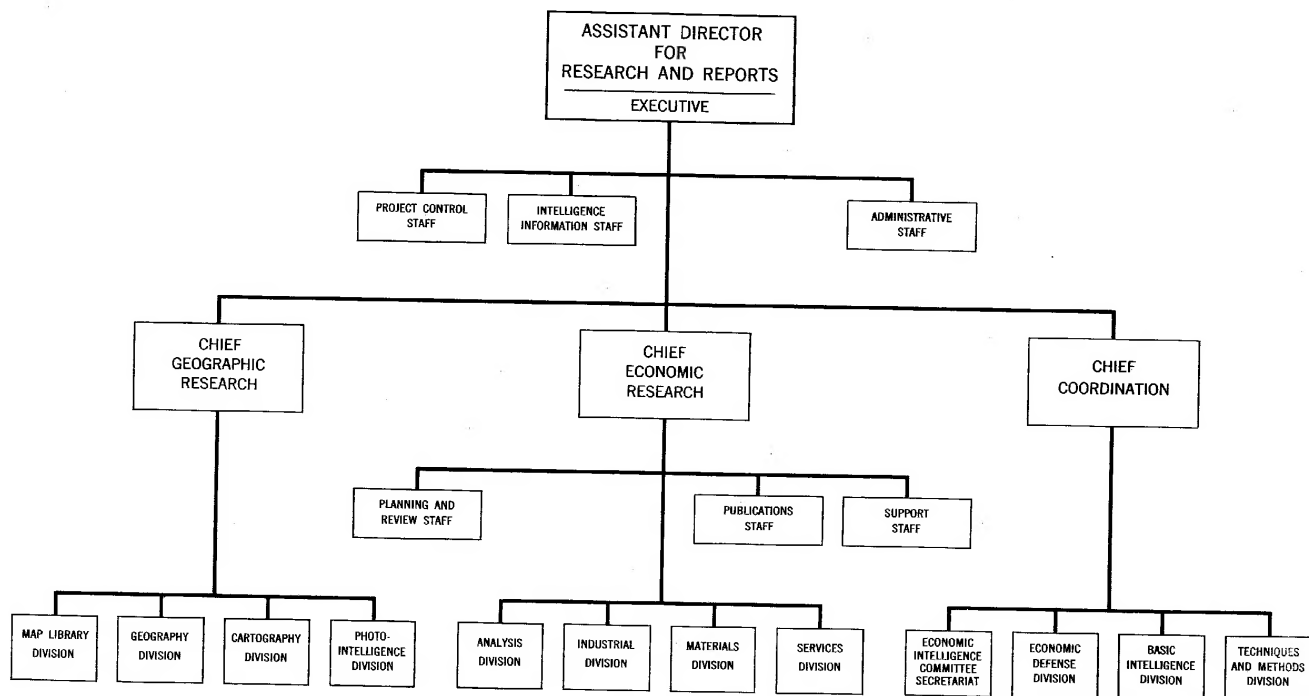 ASSISTANT DIRECTOR
FOR
RESEARCH AND REPORTS
EXECUTIVE
PROJECT CONTROL
STAFF
INTELLIGENCE
INFORMATION STAFF
ADMINISTRATIVE
STAFF
CHIEF
GEOGRAPHIC
RESEARCH
CHIEF
ECONOMIC
RESEARCH
CHIEF
COORDINATION
PLANNING AND
REVIEW STAFF
PUBLICATIONS
STAFF
SUPPORT
STAFF
MAP LIBRARY
DIVISION
GEOGRAPHY
DIVISION
CARTOGRAPHY
DIVISION
PHOTO-
INTELLIGENCE
DIVISION
ANALYSIS
DIVISION
INDUSTRIAL
DIVISION
MATERIALS
DIVISION
SERVICES
DIVISION
ECONOMIC
INTELLIGENCE
COMMITTEE
SECRETARIAT
ECONOMIC
DEFENSE
DIVISION
BASIC
INTELLIGENCE
DIVISION
TECHNIQUES
AND METHODS
DIVISION